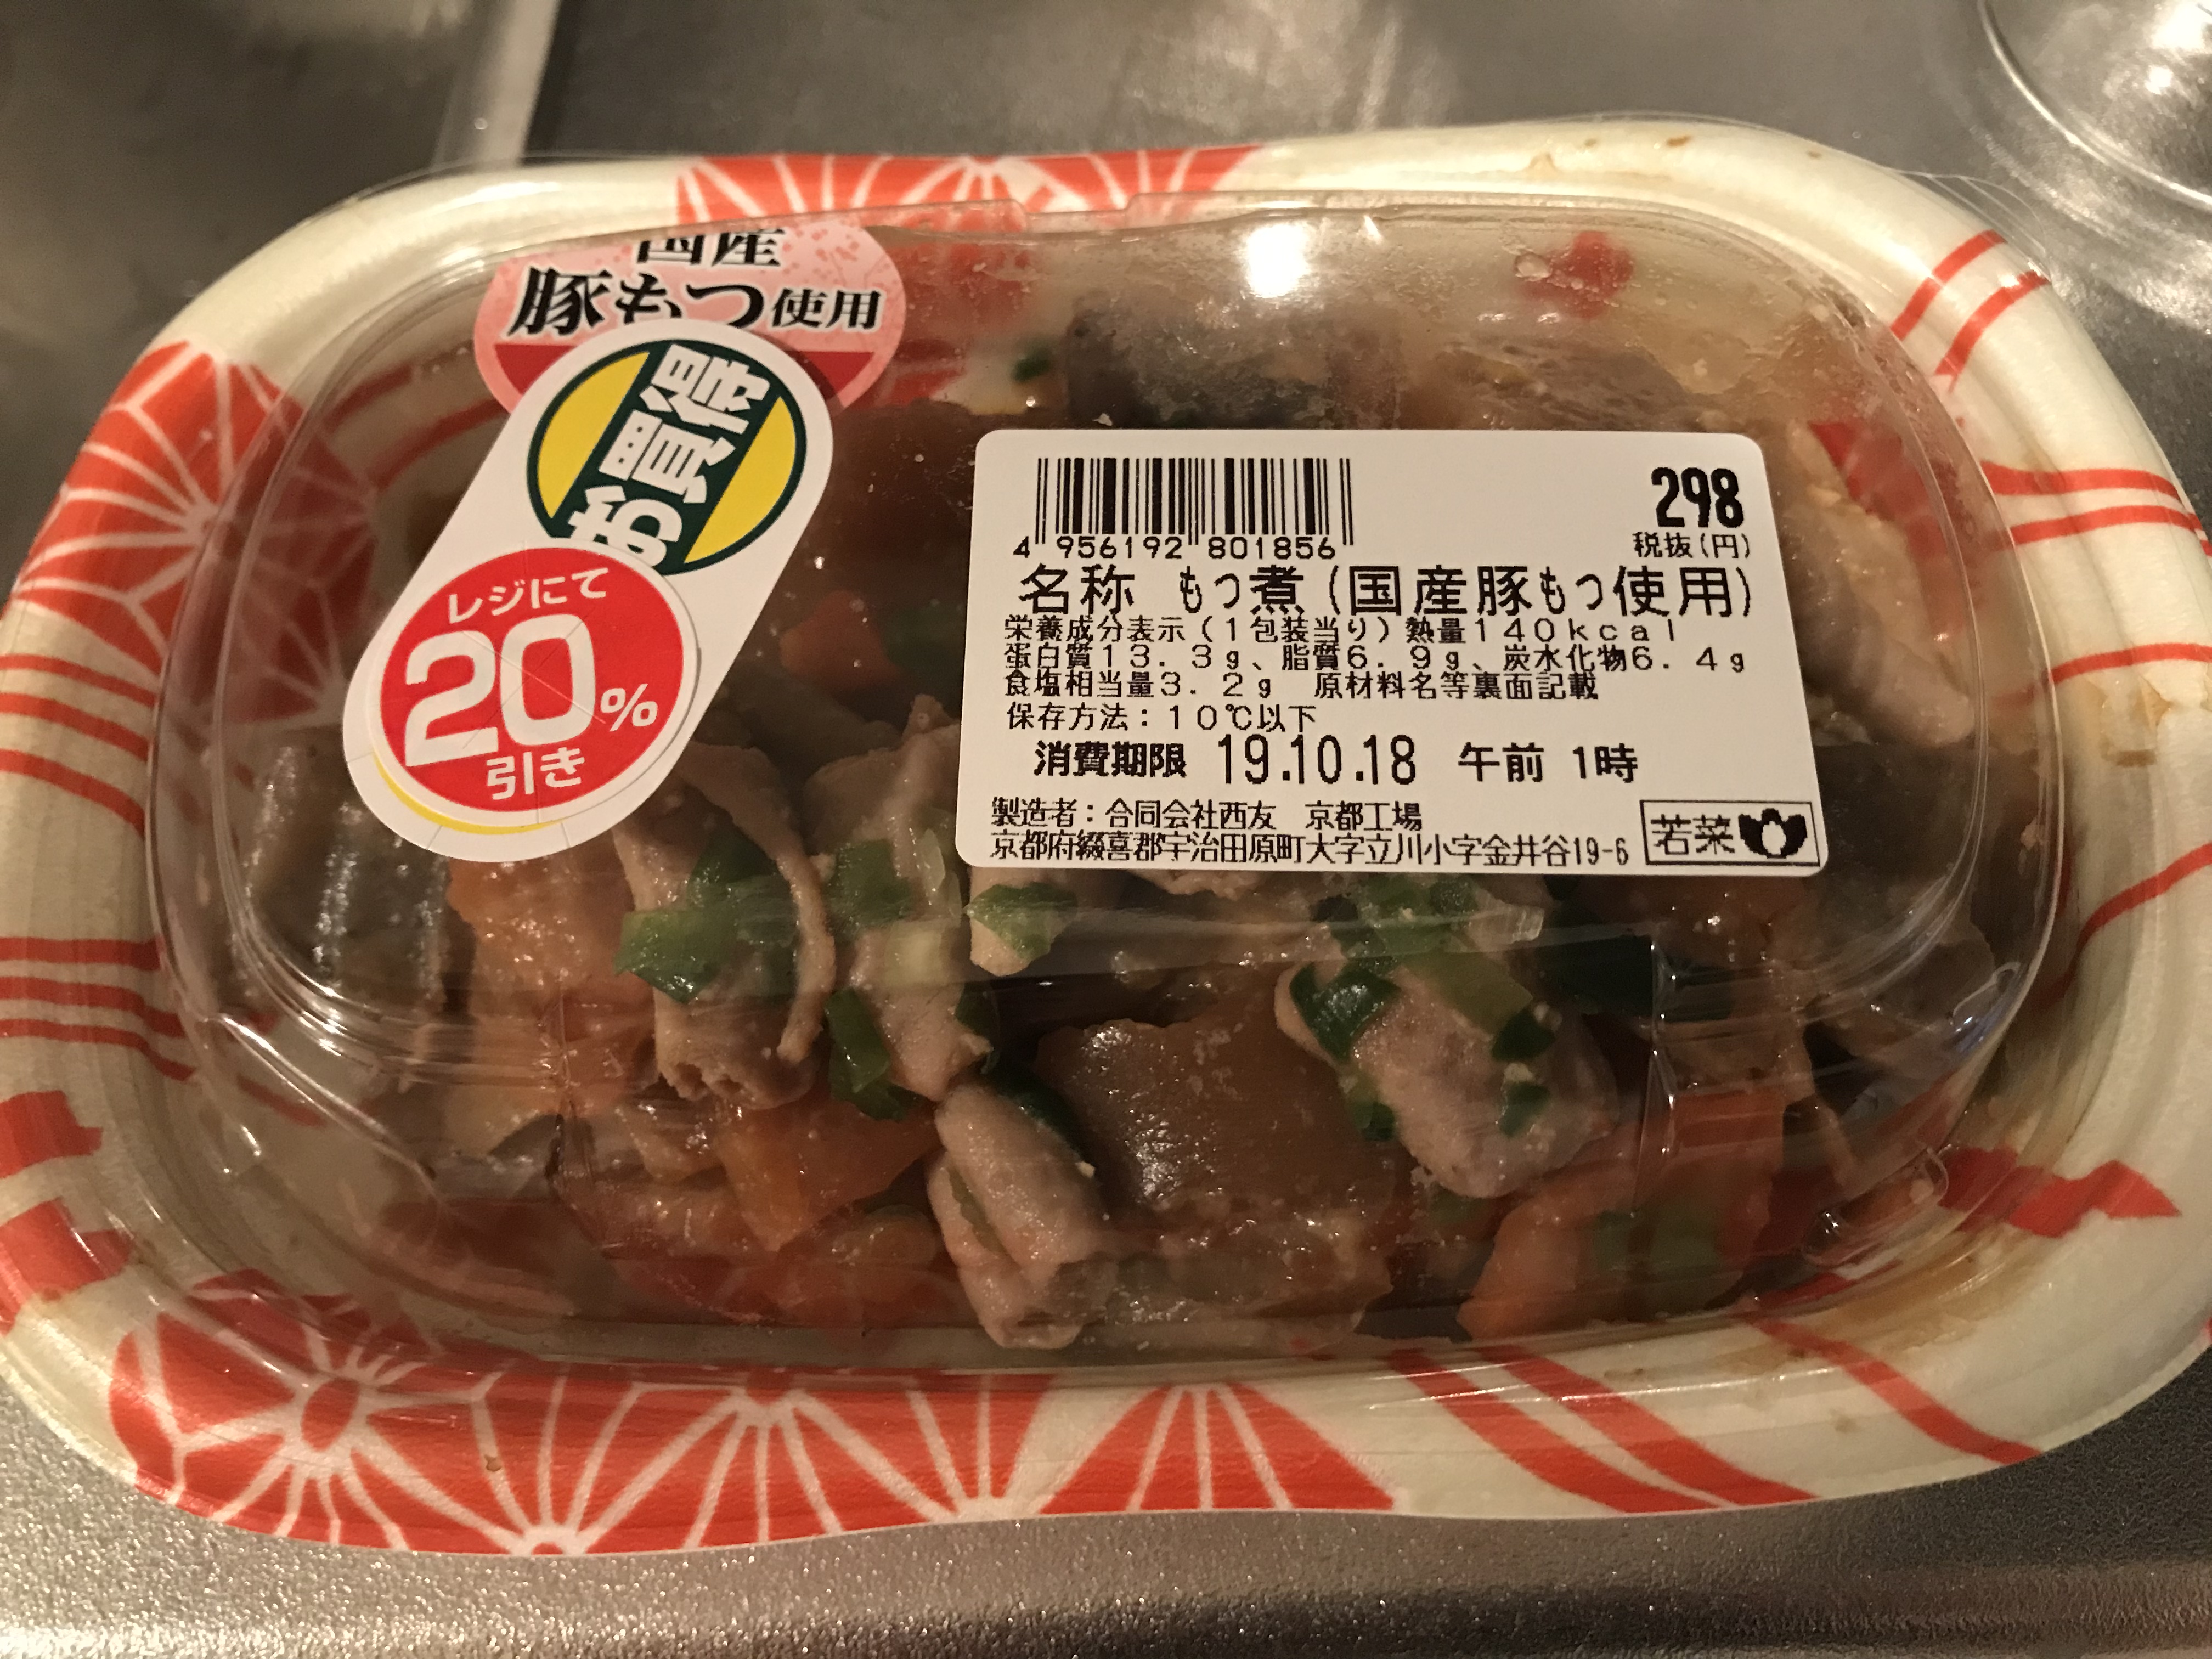 国産
豚もつ使用
お買得
レジにて
20%
引き
4 956192 801856
298
税抜(円)
名称 もつ煮(国産豚もつ使用)
栄養成分表示(1包装当り)熱量140kcal
蛋白質13.3g、脂質6.9g、炭水化物6.4g
食塩相当量3.2g 原材料名等裏面記載
保存方法:10℃以下
消費期限 19.10.18 午前 1時
製造者:合同会社西友 京都工場
京都府綴喜郡宇治田原町大字立川小字金井谷19-6
若菜